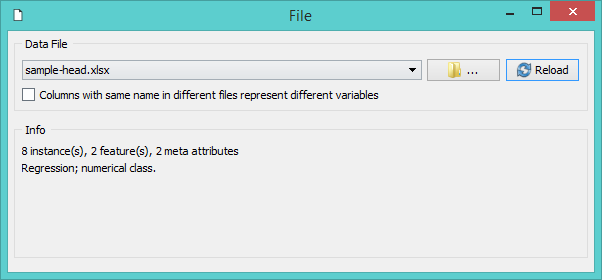 File
Data File
sample-head.xlsx
...
Reload
Columns with same name in different files represent different variables
Info
8 instance(s), 2 feature(s), 2 meta attributes
Regression; numerical class.